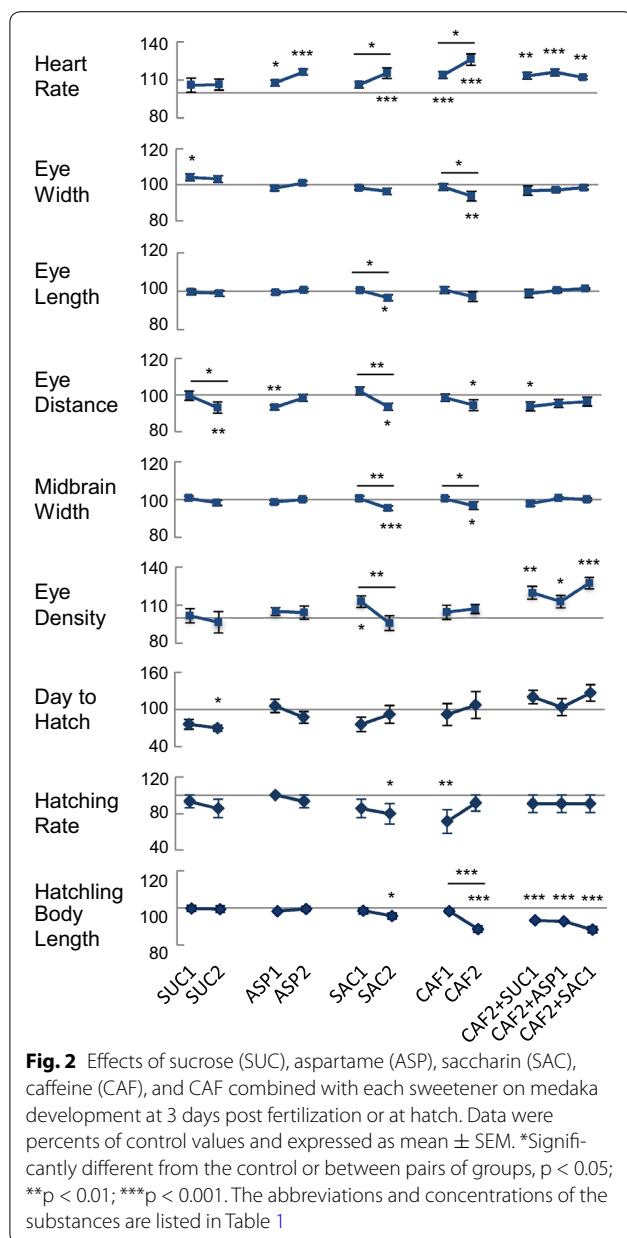 Heart
Rate
140
110
80
* *** * *** *** * *** ** *** **
Eye
Width
120
100
80
* * **
Eye
Length
120
100
80
* *
Eye
Distance
120
100
80
* ** ** ** * * *
Midbrain
Width
120
100
80
** *** * *
Eye
Density
140
110
80
* ** ** * ***
Day to
Hatch
160
100
40
*
Hatching
Rate
120
80
40
* **
Hatchling
Body
Length
120
100
80
* *** *** *** *** ***
SUC1
SUC2
ASP1
ASP2
SAC1
SAC2
CAF1
CAF2
CAF2+SUC1
CAF2+ASP1
CAF2+SAC1
Fig. 2 Effects of sucrose (SUC), aspartame (ASP), saccharin (SAC),
caffeine (CAF), and CAF combined with each sweetener on medaka
development at 3 days post fertilization or at hatch. Data were
percents of control values and expressed as mean ± SEM. *Signifi-
cantly different from the control or between pairs of groups, p < 0.05;
**p < 0.01; ***p < 0.001. The abbreviations and concentrations of the
substances are listed in Table 1